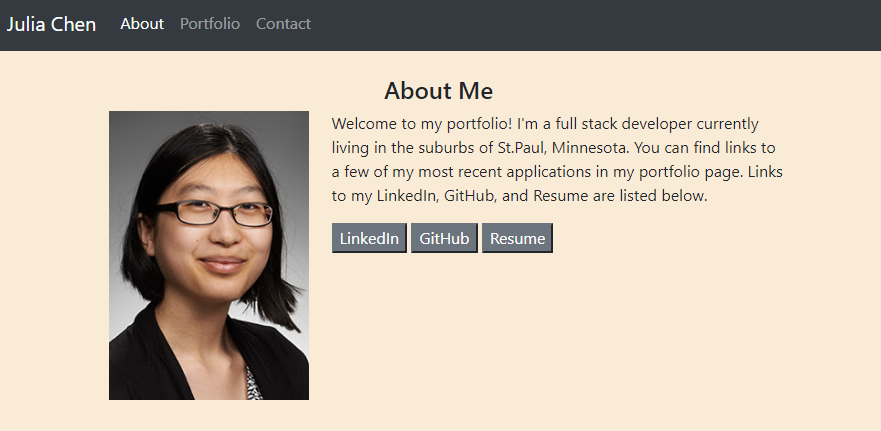 Julia Chen About Portfolio Contact
About Me
Welcome to my portfolio! I'm a full stack developer currently
living in the suburbs of St.Paul, Minnesota. You can find links to
a few of my most recent applications in my portfolio page. Links
to my LinkedIn, GitHub, and Resume are listed below.
LinkedIn GitHub Resume